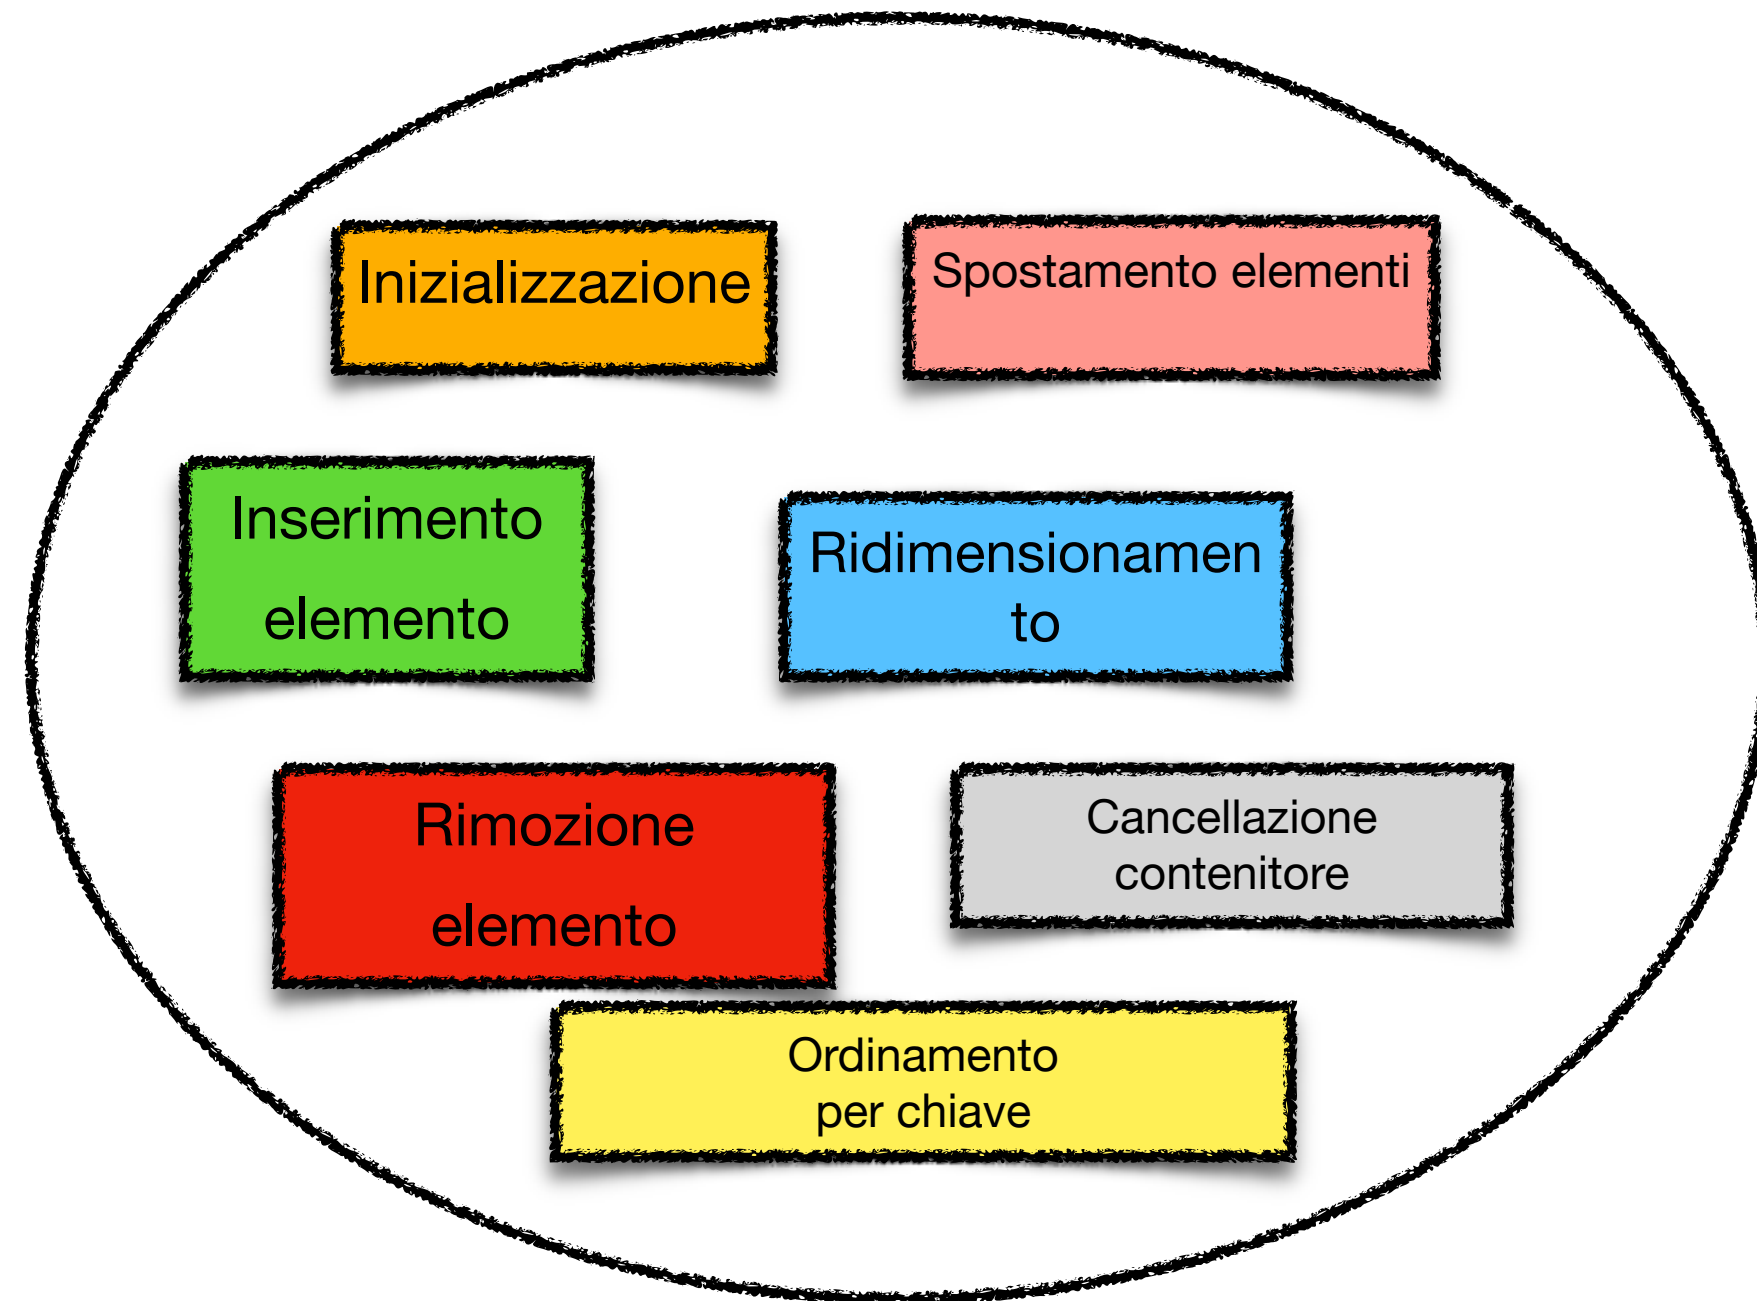 Inizializzazione
Spostamento elementi
Inserimento
elemento
Ridimensionamen
to
Rimozione
elemento
Cancellazione
contenitore
Ordinamento
per chiave